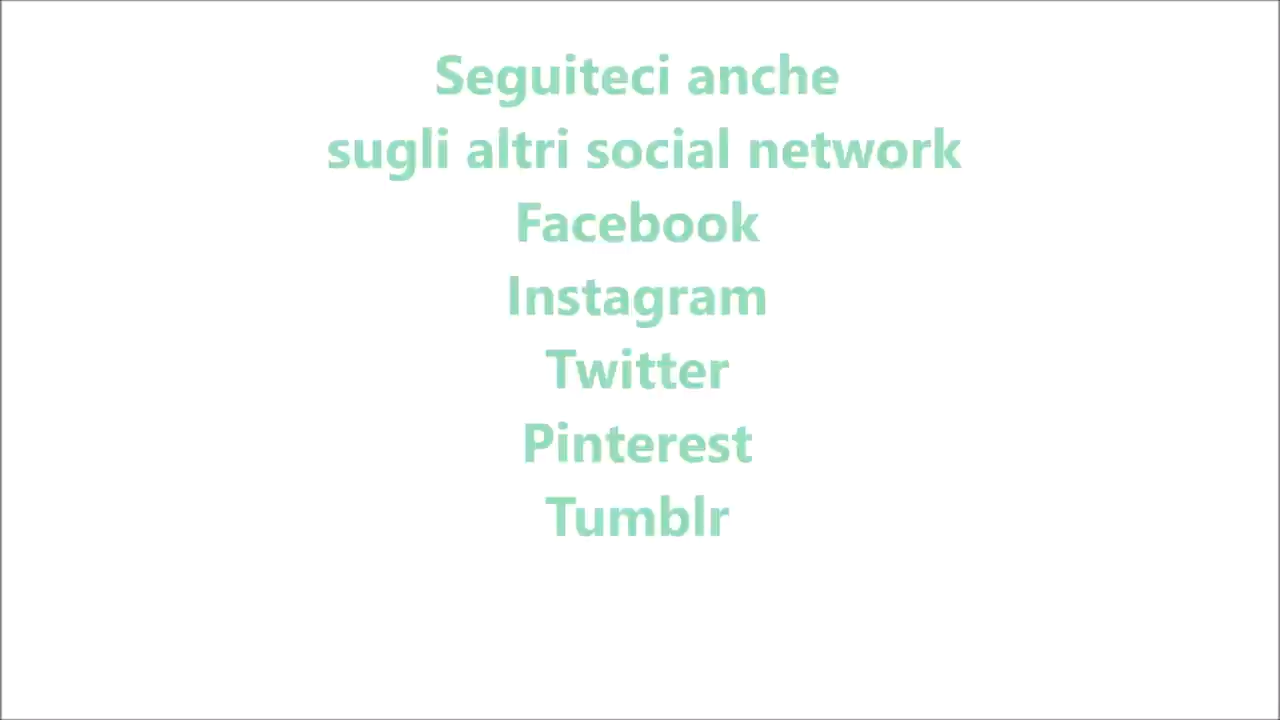 Seguiteci anche
sugli altri social network
Facebook
Instagram
Twitter
Pinterest
Tumblr